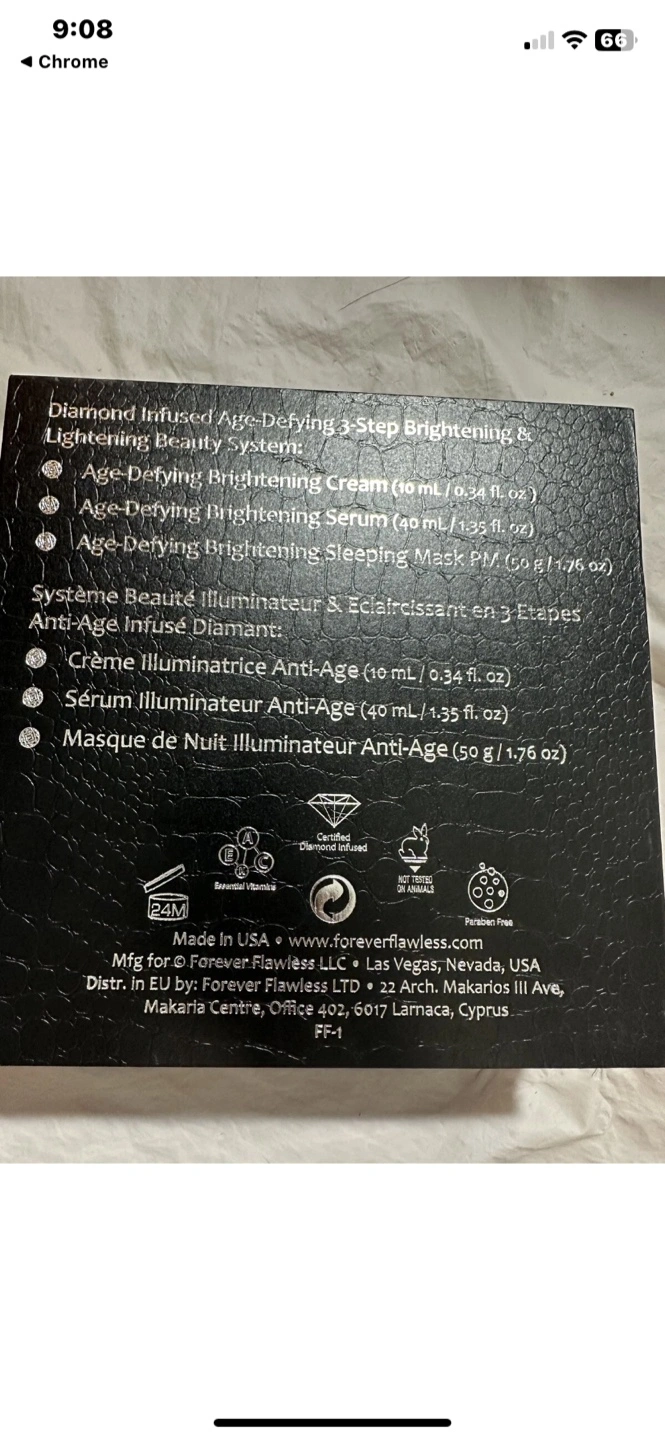 9:08
66
◀ Chrome
Diamond Infused Age-Defying 3-Step Brightening &
Lightening Beauty System:
Age-Defying Brightening Cream (10 mL / 0.34 fl. oz)
Age-Defying Brightening Serum (40 mL / 1.35 fl. oz)
Age-Defying Brightening Sleeping Mask PM (50 g / 1.76 oz)
Système Beauté Illuminateur & Eclaircissant en 3-Etapes
Anti-Age Infusé Diamant:
Crème Illuminatrice Anti-Age (10 mL / 0.34 fl. oz)
Sérum Illuminateur Anti-Age (40 mL / 1.35 fl. oz)
Masque de Nuit Illuminateur Anti-Age (50 g / 1.76 oz)
Certified
Diamond Infused
A
E C
Essential Vitamins
NOT TESTED
ON ANIMALS
24M
Paraben Free
Made In USA • www.foreverflawless.com
Mfg for © Forever Flawless LLC • Las Vegas, Nevada, USA
Distr. in EU by: Forever Flawless LTD • 22 Arch. Makarios III Ave,
Makaria Centre, Office 402, 6017 Larnaca, Cyprus
FF-1